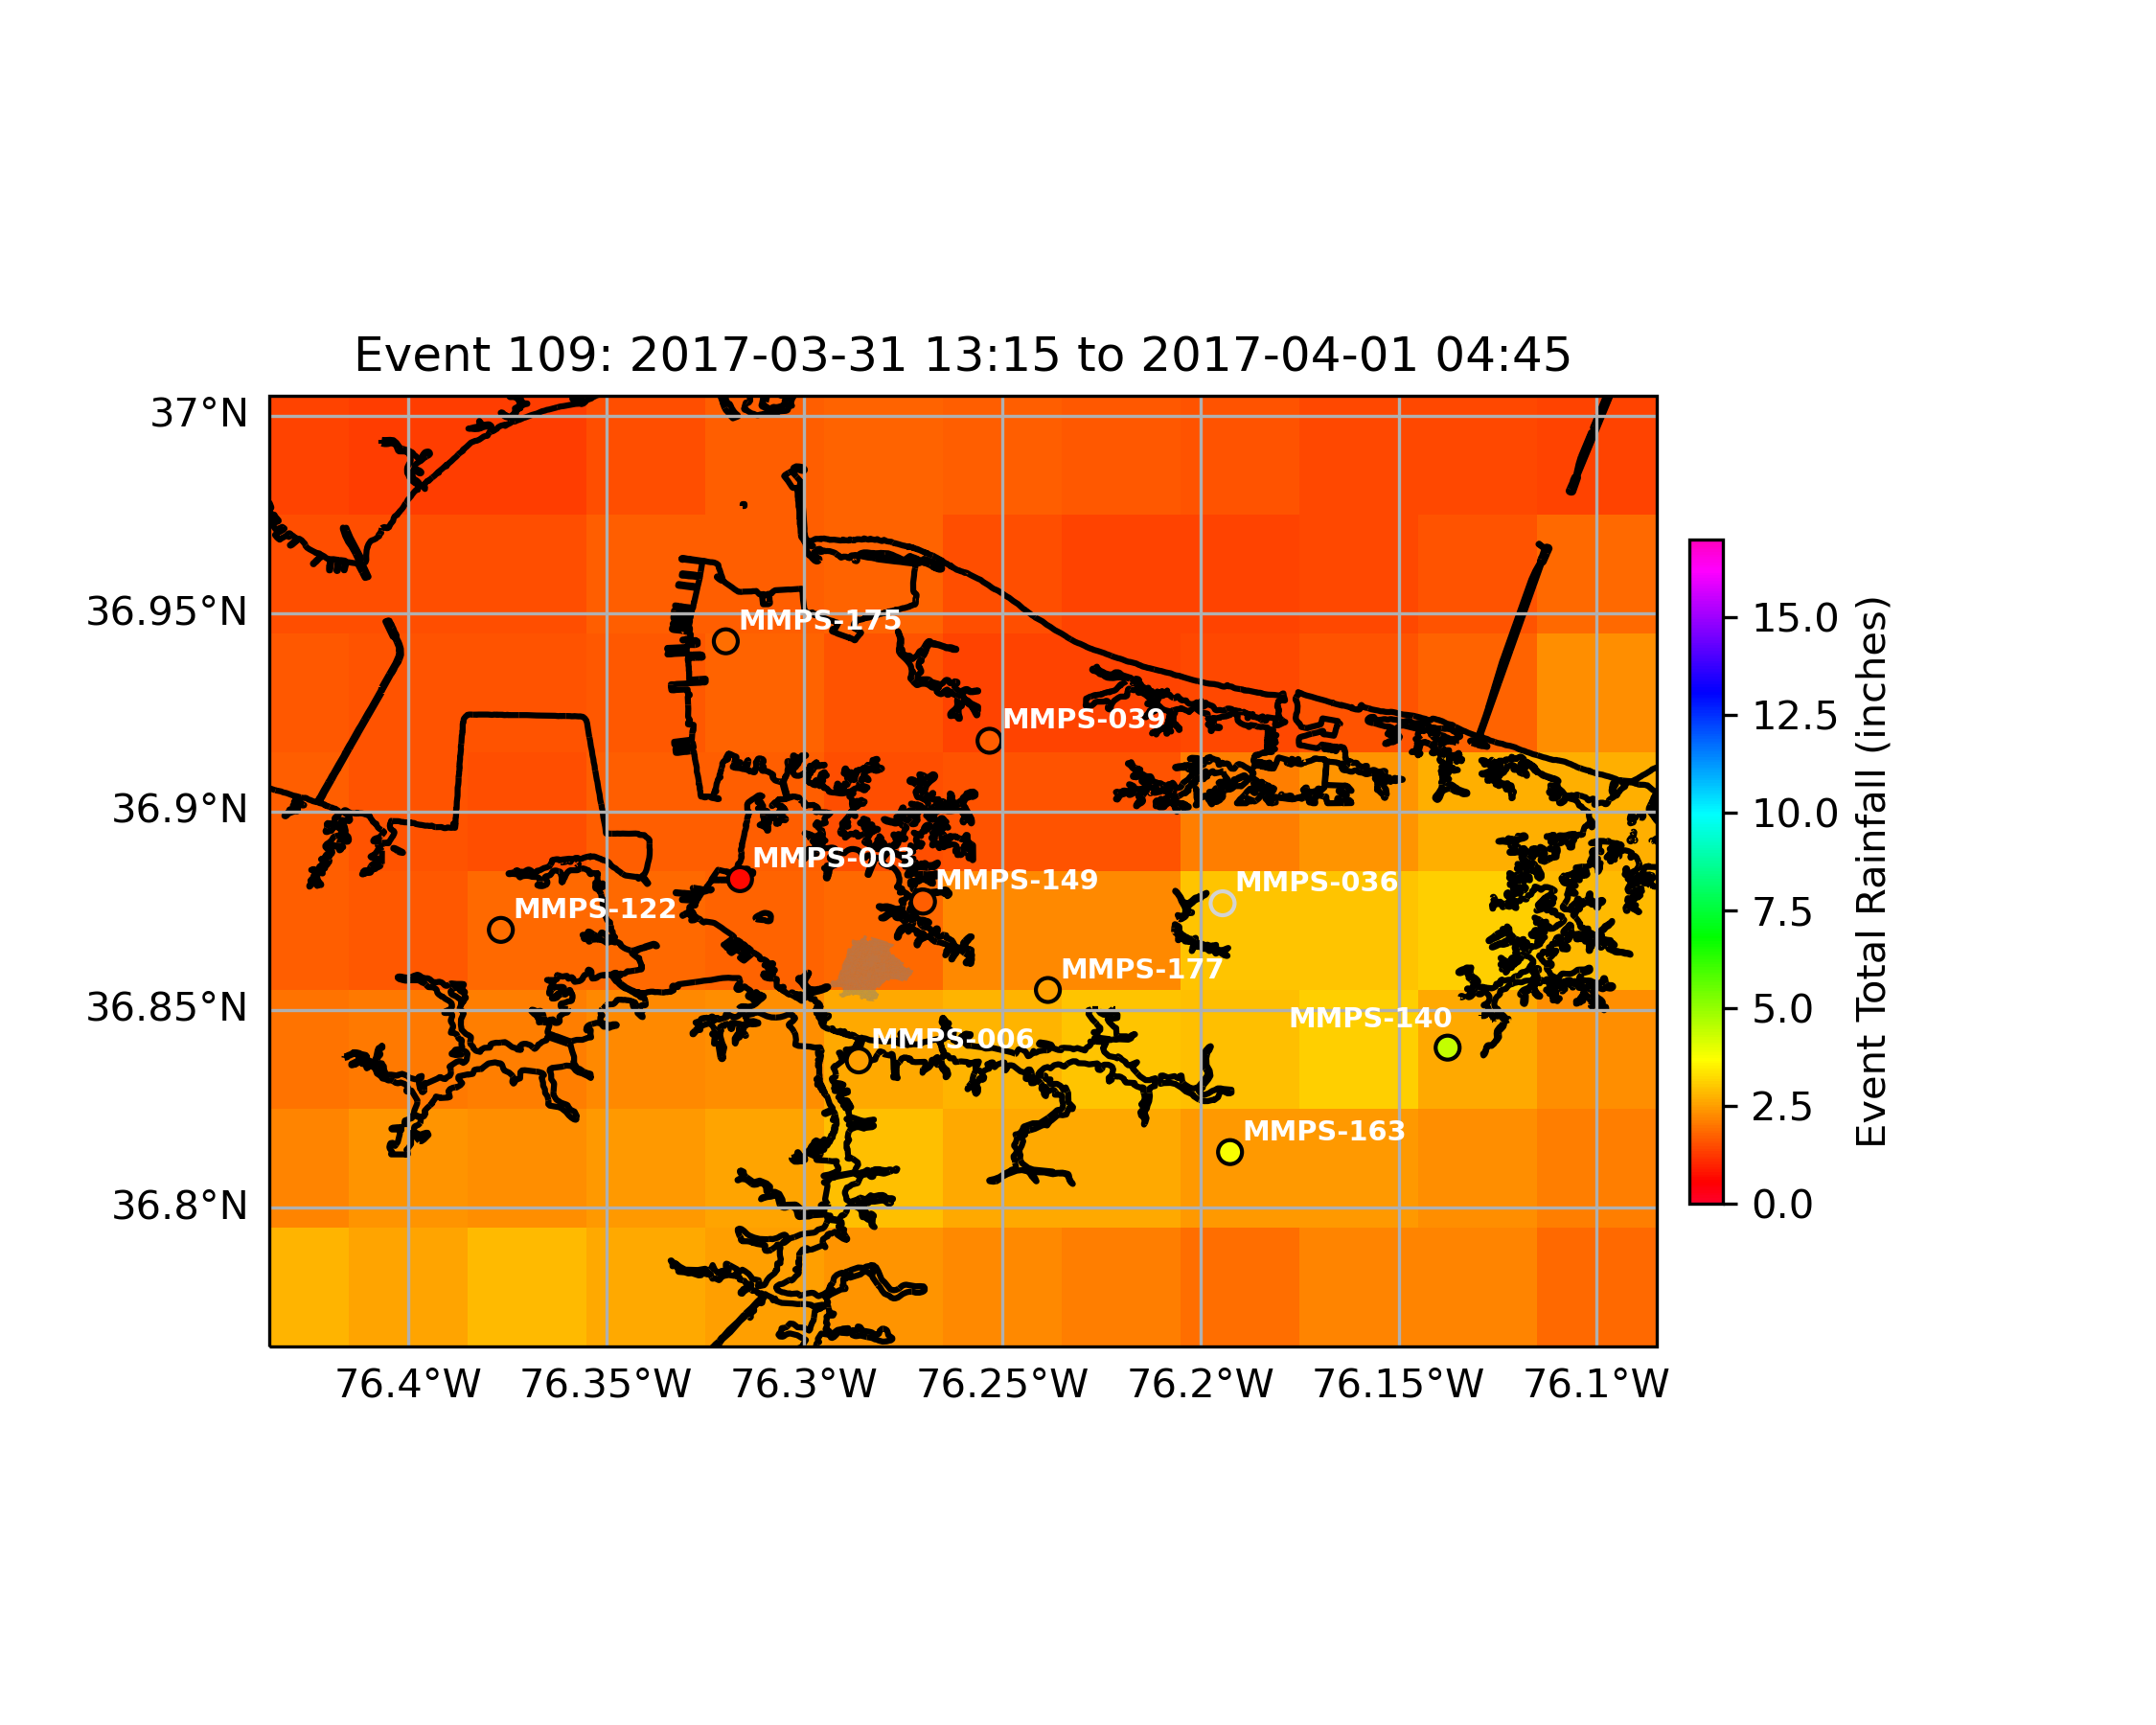 Event 109: 2017-03-31 13:15 to 2017-04-01 04:45
37°N
36.95°N
36.9°N
36.85°N
36.8°N
MMPS-175
MMPS-039
MMPS-003
MMPS-149
MMPS-036
MMPS-122
MMPS-177
MMPS-140
MMPS-006
MMPS-163
76.4°W 76.35°W 76.3°W 76.25°W 76.2°W 76.15°W 76.1°W
15.0
12.5
10.0
7.5
5.0
2.5
0.0
Event Total Rainfall (inches)